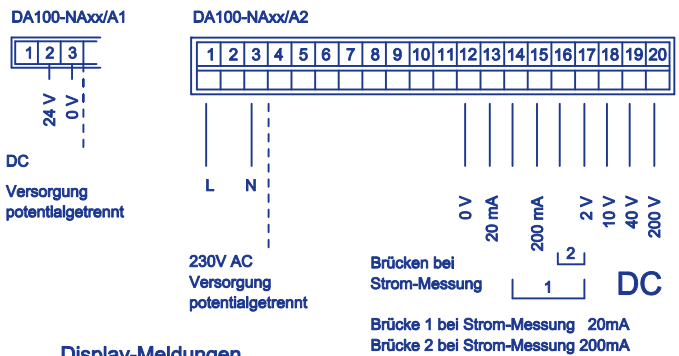 DA100-NAxx/A1
DA100-NAxx/A2
1 2 3
1 2 3 4 5 6 7 8 9 10 11 12 13 14 15 16 17 18 19 20
24 V
0 V
DC
Versorgung
potentialgetrennt
L N
230V AC
Versorgung
potentialgetrennt
0 V
20 mA
200 mA
2 V
10 V
40 V
200 V
Brücken bei
Strom-Messung
2
1
DC
Brücke 1 bei Strom-Messung 20mA
Brücke 2 bei Strom-Messung 200mA
Display-Meldungen